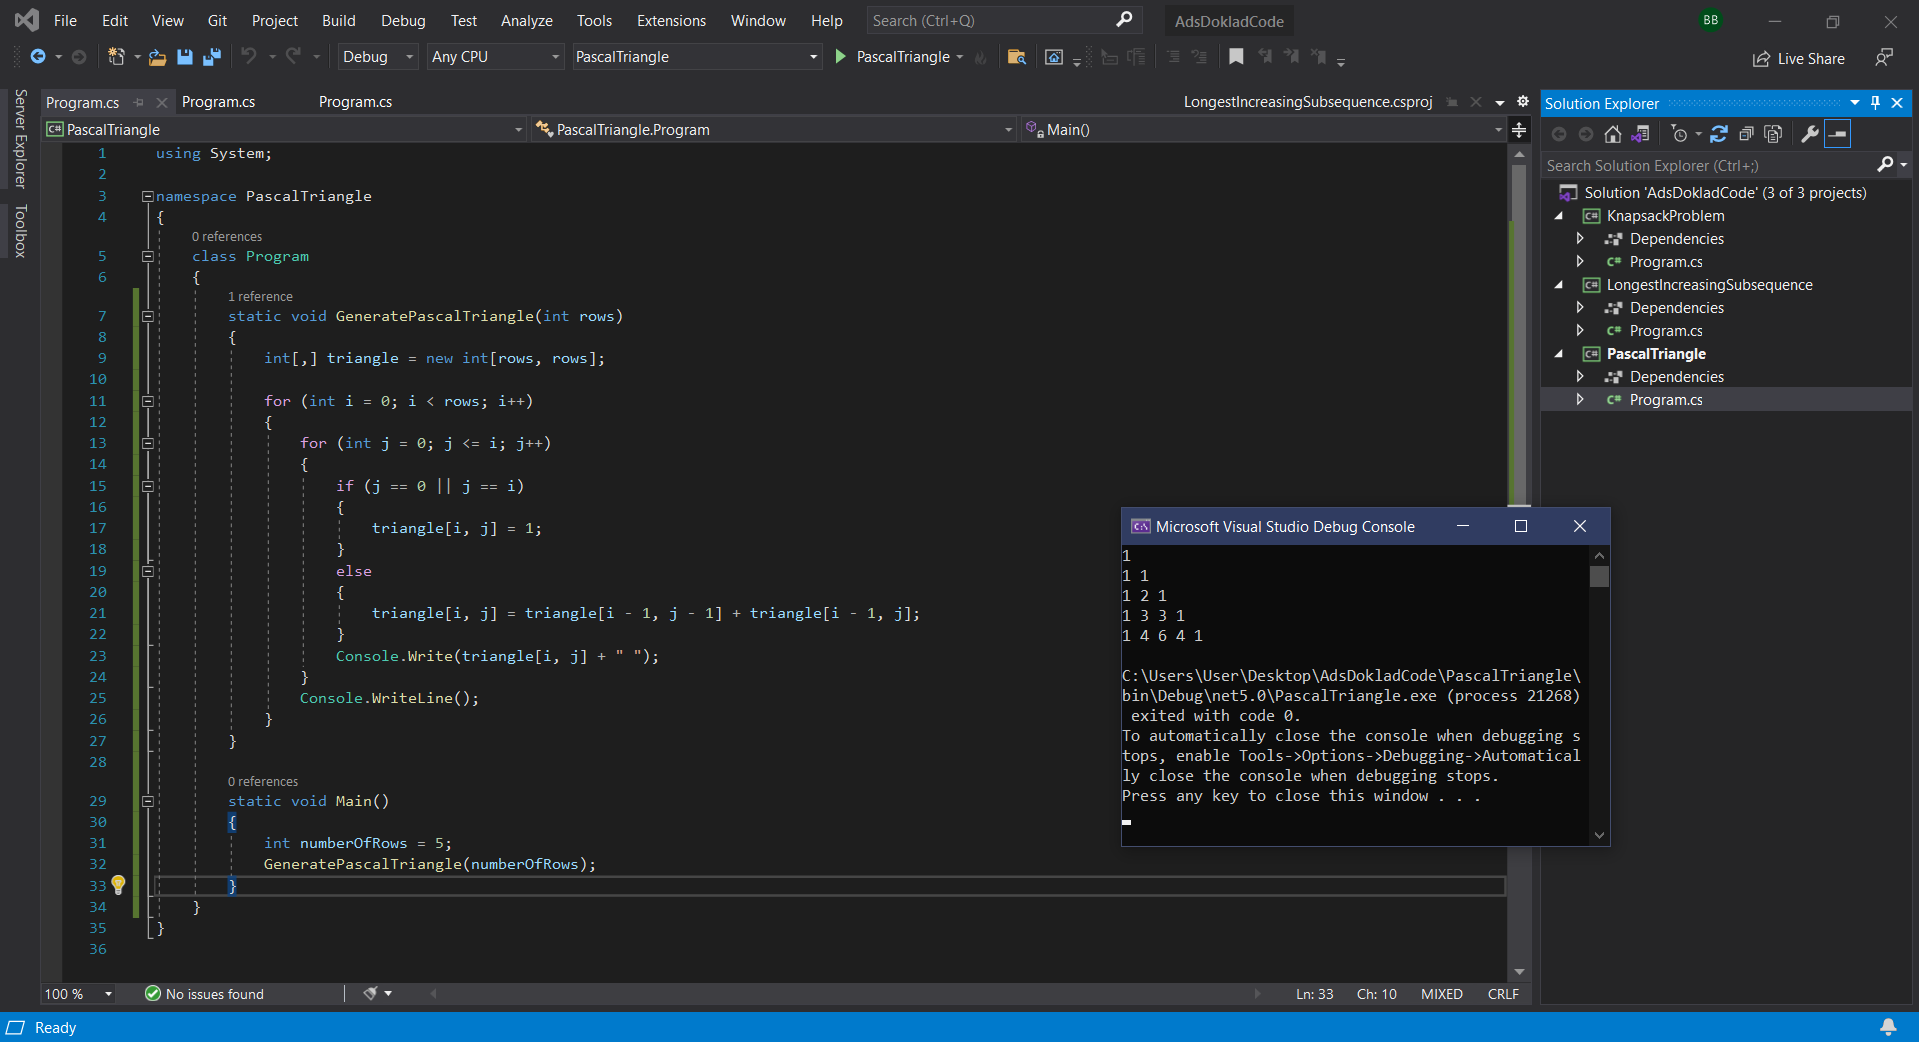 File Edit View Git Project Build Debug Test Analyze Tools Extensions Window Help Search (Ctrl+Q) AdsDokladCode BB
Debug Any CPU PascalTriangle PascalTriangle Live Share
Server Explorer
Toolbox
Program.cs Program.cs Program.cs LongestIncreasingSubsequence.csproj
C# PascalTriangle PascalTriangle.Program Main()
1 using System;
2
3 namespace PascalTriangle
4 {
0 references
5 class Program
6 {
1 reference
7 static void GeneratePascalTriangle(int rows)
8 {
9 int[,] triangle = new int[rows, rows];
10
11 for (int i = 0; i < rows; i++)
12 {
13 for (int j = 0; j <= i; j++)
14 {
15 if (j == 0 || j == i)
16 {
17 triangle[i, j] = 1;
18 }
19 else
20 {
21 triangle[i, j] = triangle[i - 1, j - 1] + triangle[i - 1, j];
22 }
23 Console.Write(triangle[i, j] + " ");
24 }
25 Console.WriteLine();
26 }
27 }
28
0 references
29 static void Main()
30 {
31 int numberOfRows = 5;
32 GeneratePascalTriangle(numberOfRows);
33 }
34 }
35 }
36
100 % No issues found Ln: 33 Ch: 10 MIXED CRLF
Ready
C:\ Microsoft Visual Studio Debug Console
1
1 1
1 2 1
1 3 3 1
1 4 6 4 1
C:\Users\User\Desktop\AdsDokladCode\PascalTriangle\
bin\Debug\net5.0\PascalTriangle.exe (process 21268)
exited with code 0.
To automatically close the console when debugging s
tops, enable Tools->Options->Debugging->Automatical
ly close the console when debugging stops.
Press any key to close this window . . .
Solution Explorer
Search Solution Explorer (Ctrl+;)
Solution 'AdsDokladCode' (3 of 3 projects)
C# KnapsackProblem
Dependencies
C# Program.cs
C# LongestIncreasingSubsequence
Dependencies
C# Program.cs
C# PascalTriangle
Dependencies
C# Program.cs